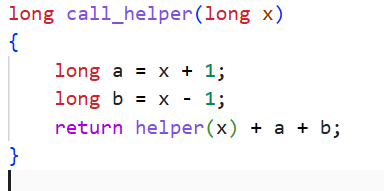 long call_helper(long x)
{
    long a = x + 1;
    long b = x - 1;
    return helper(x) + a + b;
}